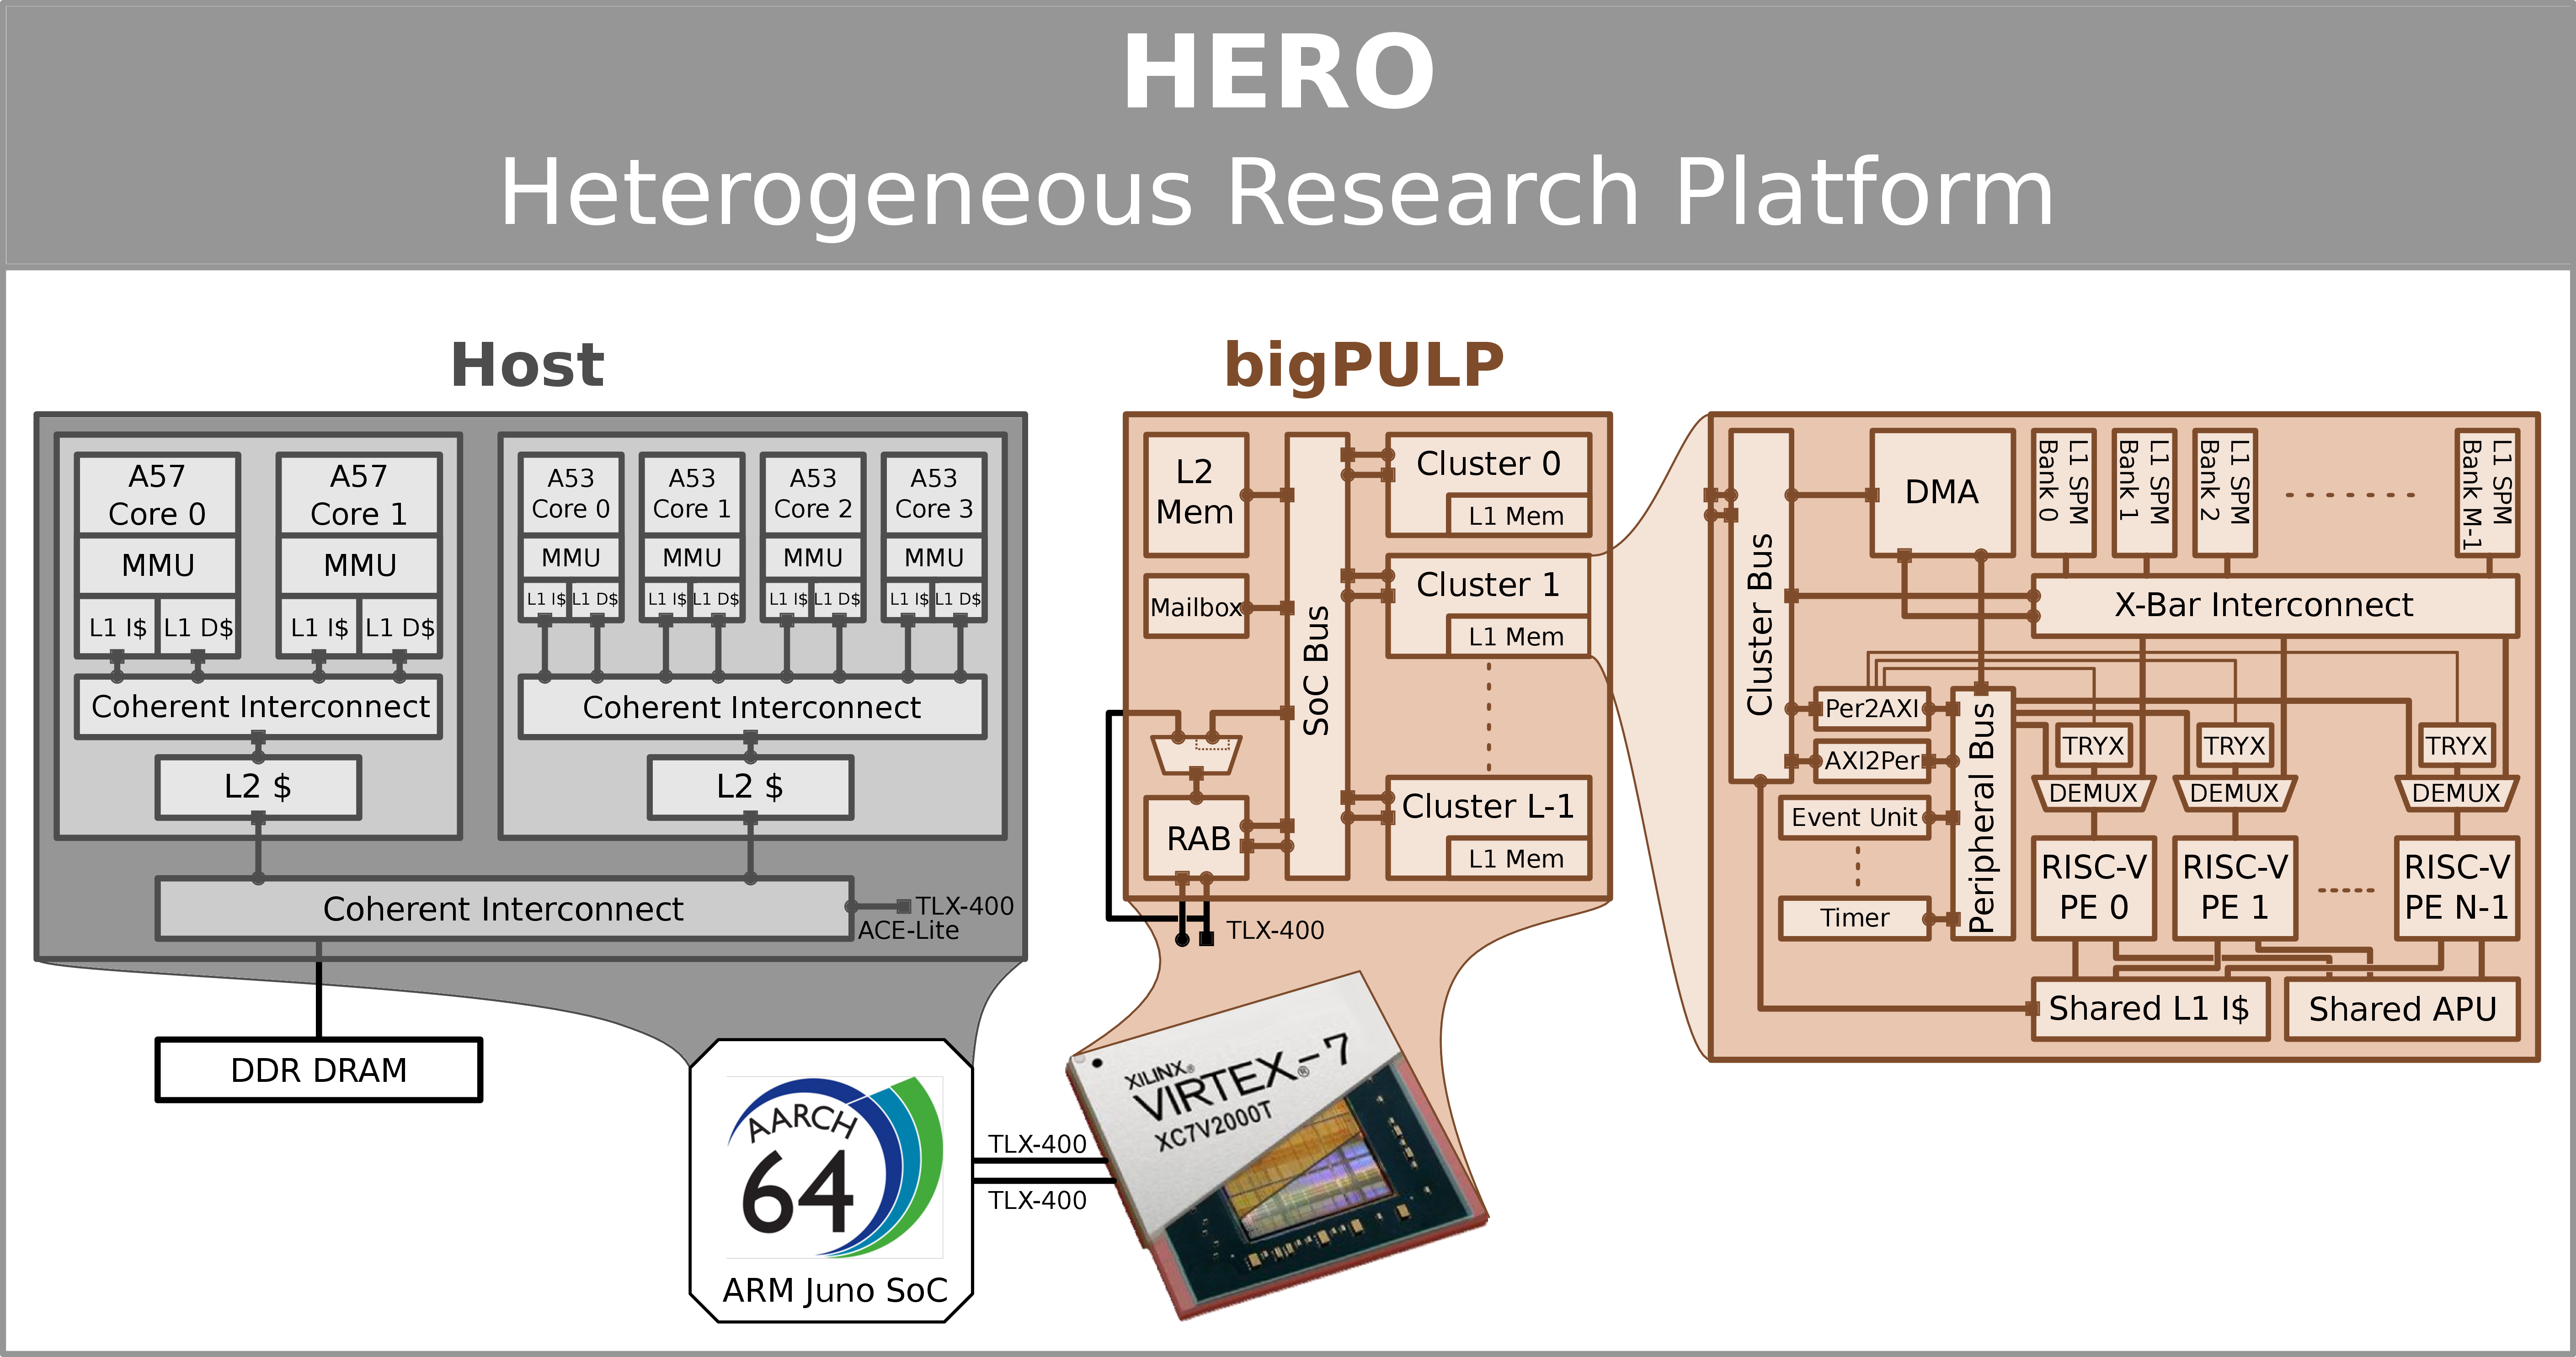 HERO
Heterogeneous Research Platform
Host
A57
Core 0
MMU
L1 I$
L1 D$
A57
Core 1
MMU
L1 I$
L1 D$
Coherent Interconnect
L2 $
A53
Core 0
MMU
L1 I$
L1 D$
A53
Core 1
MMU
L1 I$
L1 D$
A53
Core 2
MMU
L1 I$
L1 D$
A53
Core 3
MMU
L1 I$
L1 D$
Coherent Interconnect
L2 $
Coherent Interconnect
TLX-400
ACE-Lite
DDR DRAM
AARCH
64
ARM Juno SoC
TLX-400
TLX-400
bigPULP
L2
Mem
Mailbox
RAB
SoC Bus
Cluster 0
L1 Mem
Cluster 1
L1 Mem
Cluster L-1
L1 Mem
TLX-400
XILINX®
VIRTEX®-7
XC7V2000T
Cluster Bus
DMA
L1 SPM
Bank 0
L1 SPM
Bank 1
L1 SPM
Bank 2
L1 SPM
Bank M-1
X-Bar Interconnect
Per2AXI
AXI2Per
Event Unit
Timer
Peripheral Bus
TRYX
TRYX
TRYX
DEMUX
DEMUX
DEMUX
RISC-V
PE 0
RISC-V
PE 1
RISC-V
PE N-1
Shared L1 I$
Shared APU